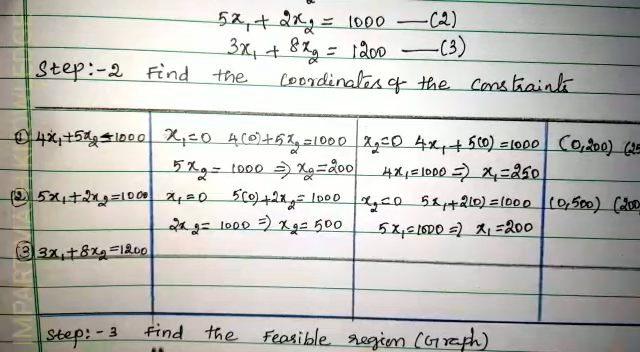 5x₁ + 2x₂ = 1000 —(2)
3x₁ + 8x₂ = 1200 —(3)
Step:-2 Find the coordinates of the constraints
① 4x₁+5x₂=1000 x₁=0 4(0)+5x₂=1000 x₂=0 4x₁+5(0)=1000 (0,200)
5x₂ = 1000 ⇒ x₂=200 4x₁=1000 ⇒ x₁=250
② 5x₁+2x₂=1000 x₁=0 5(0)+2x₂=1000 x₂=0 5x₁+2(0)=1000 (0,500) (200
2x₂ = 1000 ⇒ x₂ = 500 5x₁=1000 ⇒ x₁=200
③ 3x₁+8x₂=1200
Step:-3 Find the Feasible region (Graph)